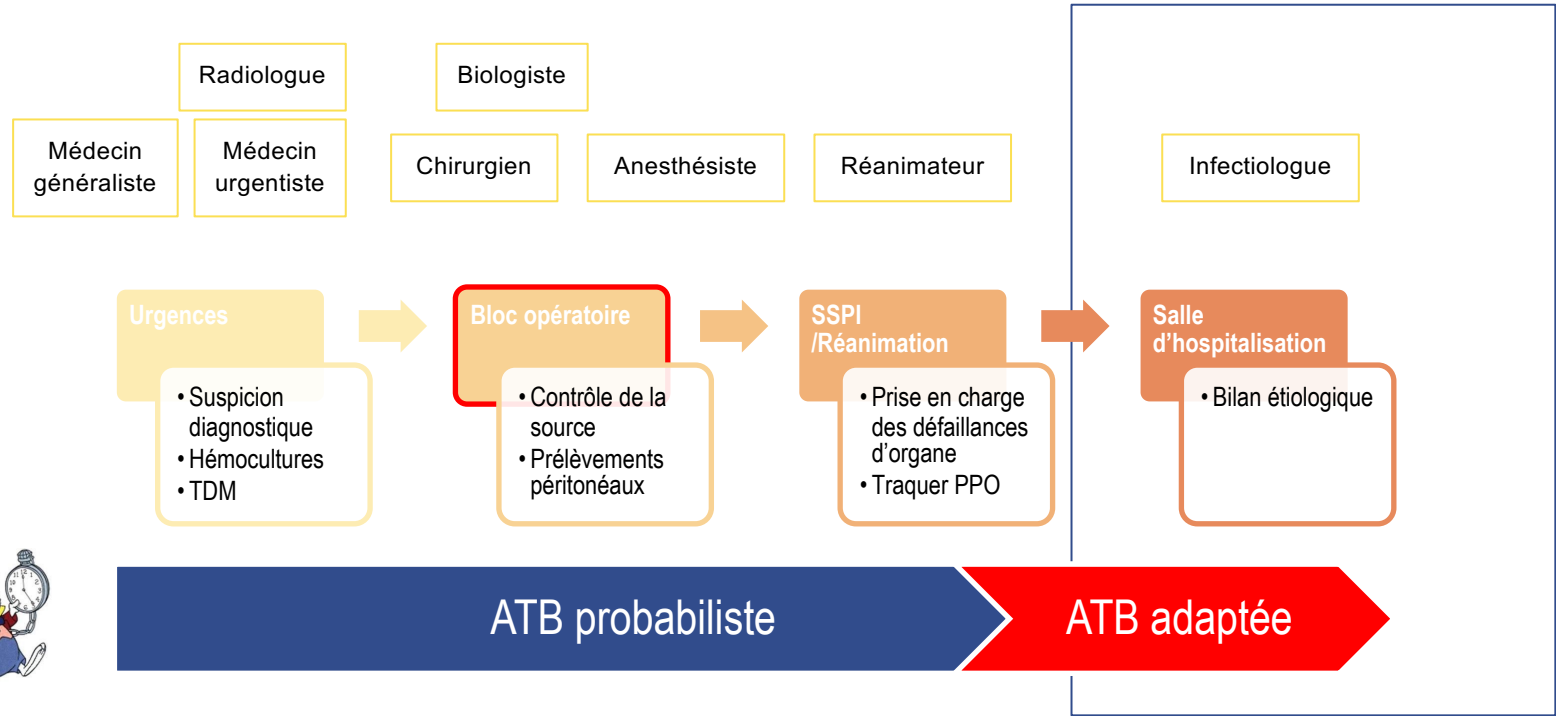 Radiologue
Biologiste
Médecin
généraliste
Médecin
urgentiste
Chirurgien
Anesthésiste
Réanimateur
Infectiologue
Urgences
• Suspicion
diagnostique
• Hémocultures
• TDM
Bloc opératoire
• Contrôle de la
source
• Prélèvements
péritonéaux
SSPI
/Réanimation
• Prise en charge
des défaillances
d'organe
• Traquer PPO
Salle
d'hospitalisation
• Bilan étiologique
ATB probabiliste
ATB adaptée